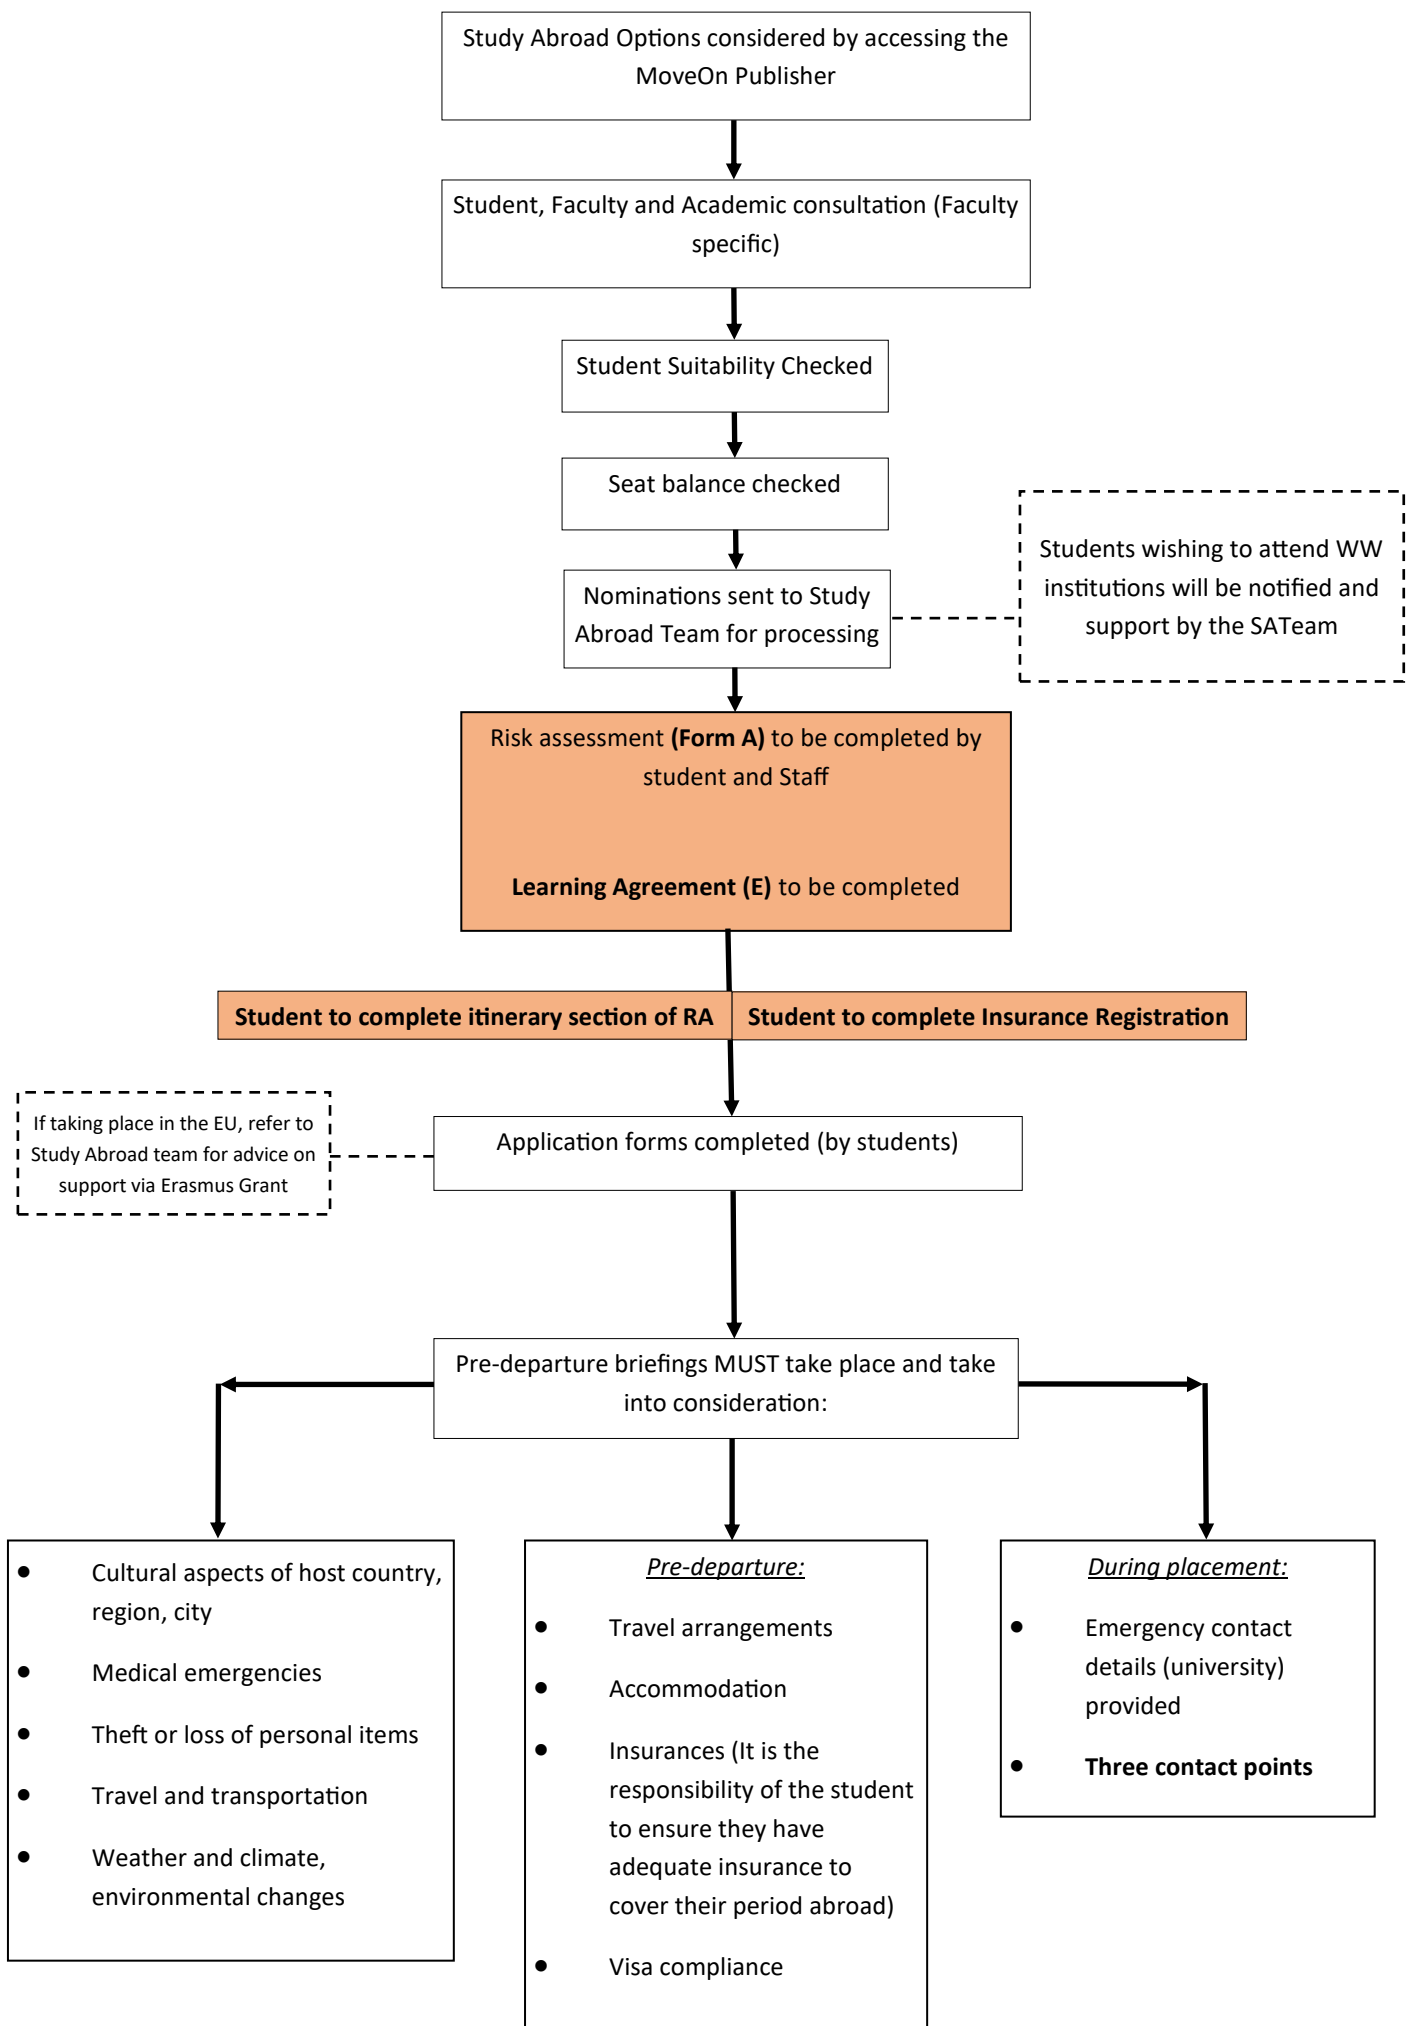 Study Abroad Options considered by accessing the
MoveOn Publisher
Student, Faculty and Academic consultation (Faculty
specific)
Student Suitability Checked
Seat balance checked
Nominations sent to Study
Abroad Team for processing
Students wishing to attend WW
institutions will be notified and
support by the SATeam
Risk assessment (Form A) to be completed by
student and Staff
Learning Agreement (E) to be completed
Student to complete itinerary section of RA
Student to complete Insurance Registration
If taking place in the EU, refer to
Study Abroad team for advice on
support via Erasmus Grant
Application forms completed (by students)
Pre-departure briefings MUST take place and take
into consideration:
• Cultural aspects of host country,
region, city
• Medical emergencies
• Theft or loss of personal items
• Travel and transportation
• Weather and climate,
environmental changes
Pre-departure:
• Travel arrangements
• Accommodation
• Insurances (It is the
responsibility of the student
to ensure they have
adequate insurance to
cover their period abroad)
• Visa compliance
During placement:
• Emergency contact
details (university)
provided
• Three contact points